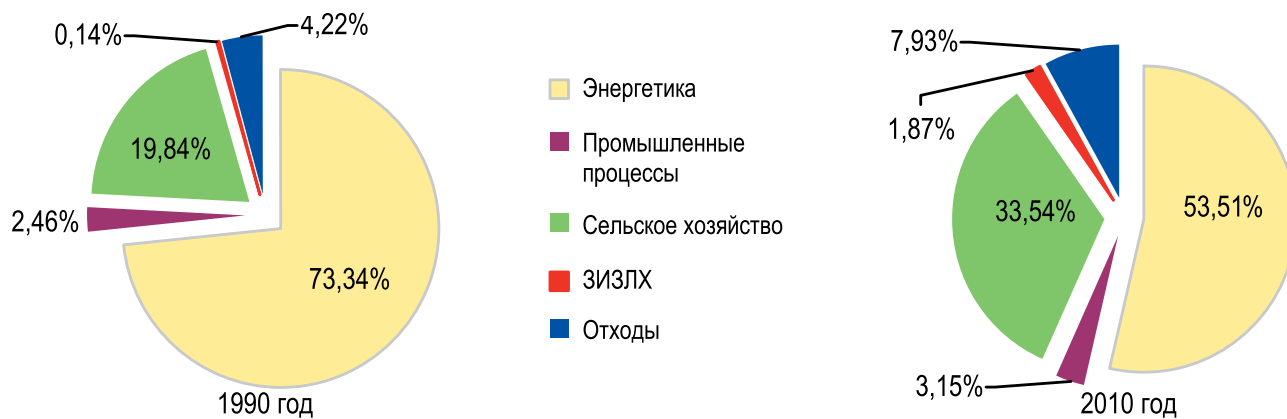 0,14%
4,22%
19,84%
2,46%
73,34%
1990 год
Энергетика
Промышленные
процессы
Сельское хозяйство
ЗИЗЛХ
Отходы
7,93%
1,87%
33,54%
53,51%
3,15%
2010 год